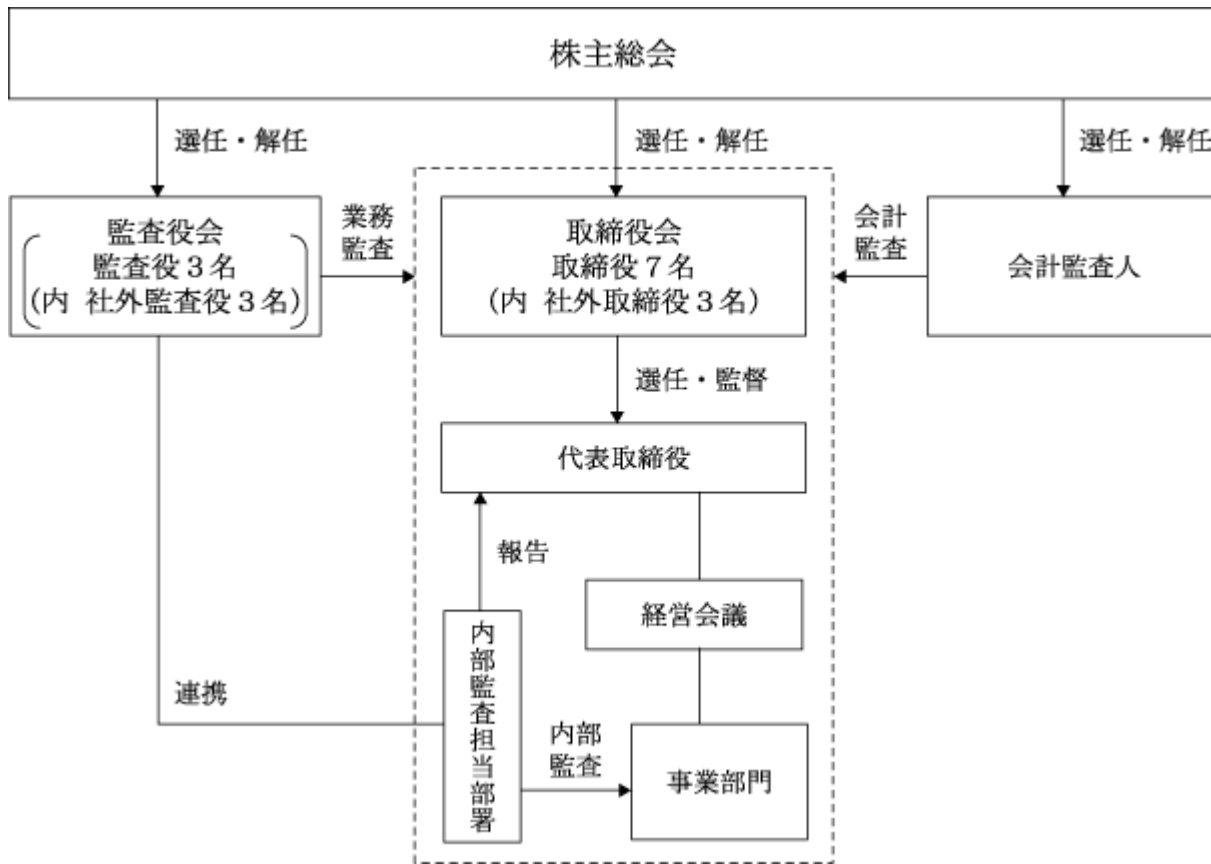 株主総会
選任・解任
選任・解任
選任・解任
監査役会
監査役3名
(内 社外監査役3名)
業務
監査
取締役会
取締役7名
(内 社外取締役3名)
会計
監査
会計監査人
選任・監督
代表取締役
報告
経営会議
連携
内部監査担当部署
内部
監査
事業部門